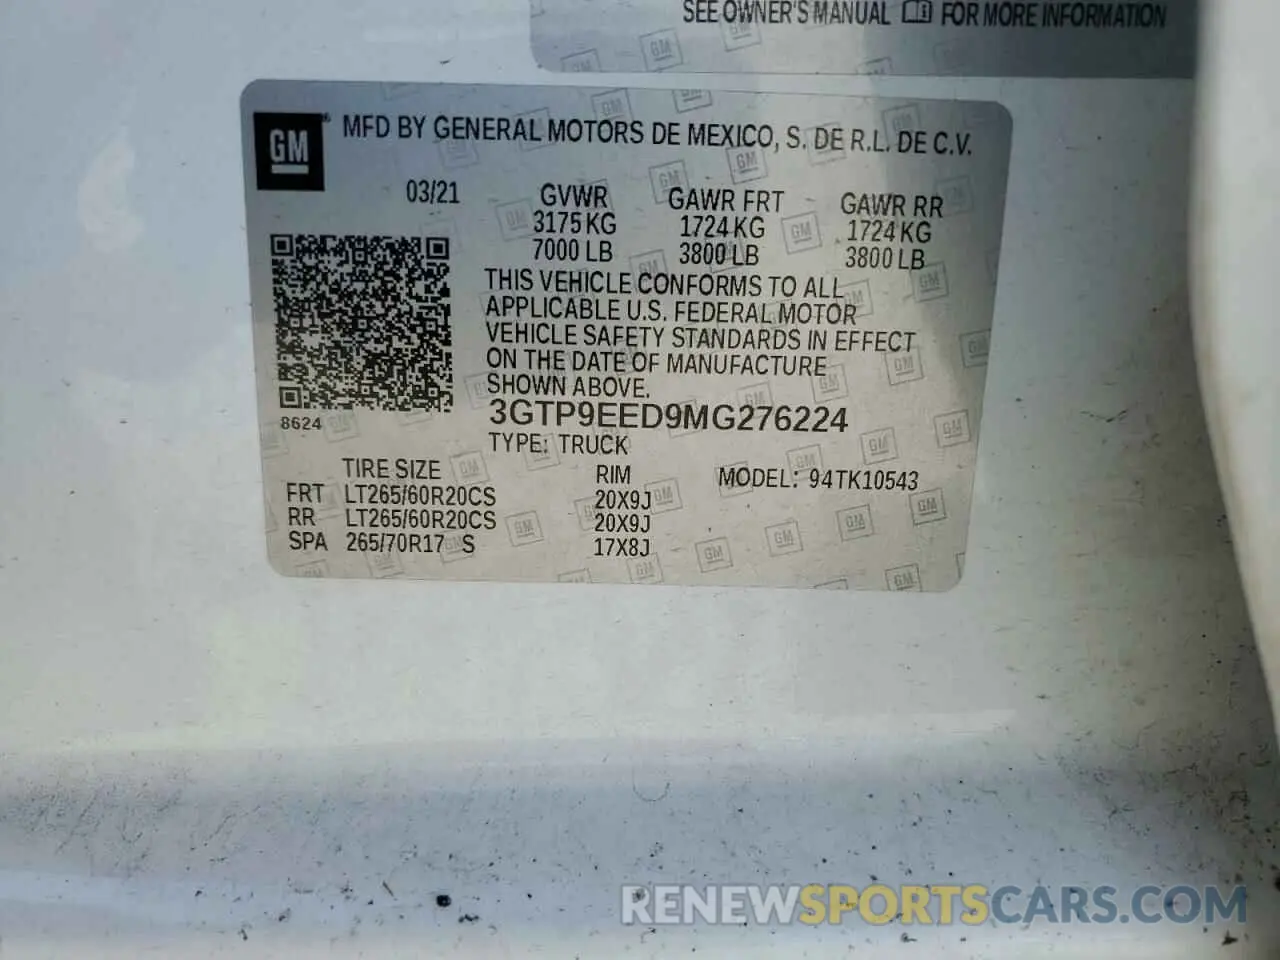 SEE OWNER'S MANUAL FOR MORE INFORMATION
GM® MFD BY GENERAL MOTORS DE MEXICO, S. DE R.L. DE C.V.
03/21 GVWR GAWR FRT GAWR RR
3175 KG 1724 KG 1724 KG
7000 LB 3800 LB 3800 LB
THIS VEHICLE CONFORMS TO ALL
APPLICABLE U.S. FEDERAL MOTOR
VEHICLE SAFETY STANDARDS IN EFFECT
ON THE DATE OF MANUFACTURE
SHOWN ABOVE.
8624
3GTP9EED9MG276224
TYPE: TRUCK
TIRE SIZE RIM MODEL: 94TK10543
FRT LT265/60R20CS 20X9J
RR LT265/60R20CS 20X9J
SPA 265/70R17 S 17X8J
RENEWSPORTSCARS.COM